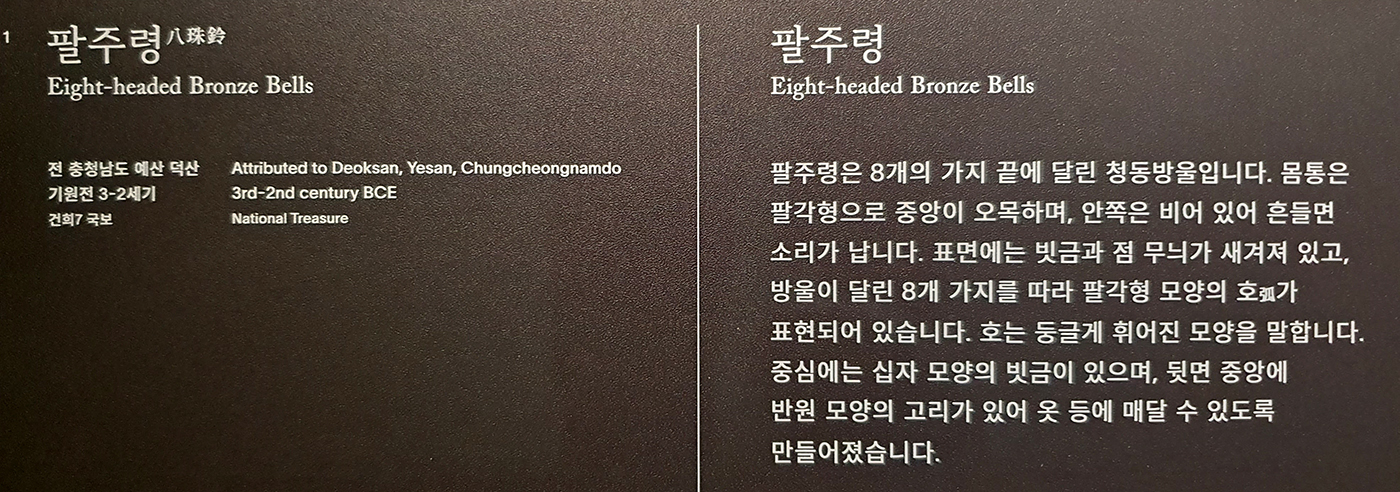 1
팔주령八珠鈴
Eight-headed Bronze Bells
전 충청남도 예산 덕산 Attributed to Deoksan, Yesan, Chungcheongnamdo
기원전 3-2세기 3rd-2nd century BCE
건희7 국보 National Treasure
팔주령
Eight-headed Bronze Bells
팔주령은 8개의 가지 끝에 달린 청동방울입니다. 몸통은
팔각형으로 중앙이 오목하며, 안쪽은 비어 있어 흔들면
소리가 납니다. 표면에는 빗금과 점 무늬가 새겨져 있고,
방울이 달린 8개 가지를 따라 팔각형 모양의 호弧가
표현되어 있습니다. 호는 둥글게 휘어진 모양을 말합니다.
중심에는 십자 모양의 빗금이 있으며, 뒷면 중앙에
반원 모양의 고리가 있어 옷 등에 매달 수 있도록
만들어졌습니다.